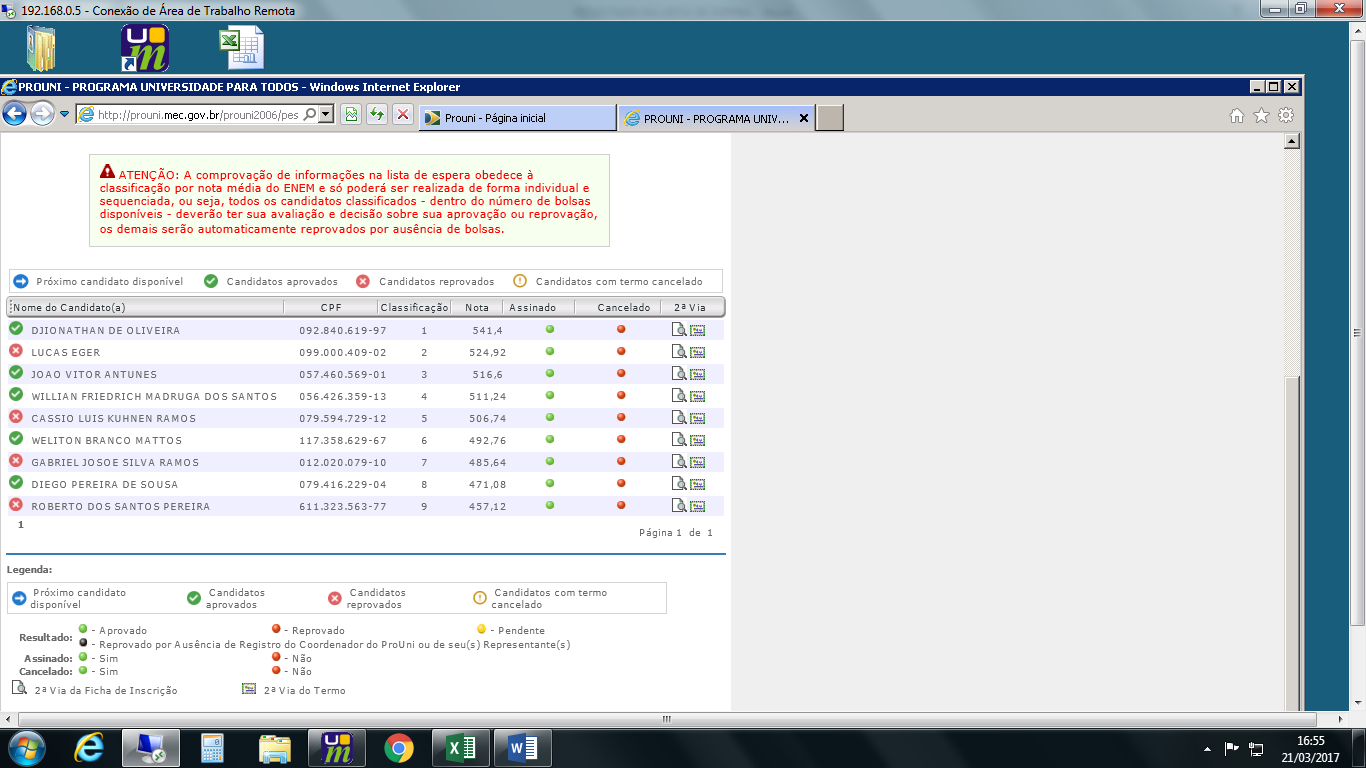 192.168.0.5 - Conexão de Área de Trabalho Remota
PROUNI - PROGRAMA UNIVERSIDADE PARA TODOS - Windows Internet Explorer
http://prouni.mec.gov.br/prouni2006/pes
Prouni - Página inicial
PROUNI - PROGRAMA UNIV...
ATENÇÃO: A comprovação de informações na lista de espera obedece à
classificação por nota média do ENEM e só poderá ser realizada de forma individual e
sequenciada, ou seja, todos os candidatos classificados - dentro do número de bolsas
disponíveis - deverão ter sua avaliação e decisão sobre sua aprovação ou reprovação,
os demais serão automaticamente reprovados por ausência de bolsas.
Próximo candidato disponível Candidatos aprovados Candidatos reprovados Candidatos com termo cancelado
Nome do Candidato(a) CPF Classificação Nota Assinado Cancelado 2ª Via
DJIONATHAN DE OLIVEIRA 092.840.619-97 1 541,4
LUCAS EGER 099.000.409-02 2 524,92
JOAO VITOR ANTUNES 057.460.569-01 3 516,6
WILLIAN FRIEDRICH MADRUGA DOS SANTOS 056.426.359-13 4 511,24
CASSIO LUIS KUHNEN RAMOS 079.594.729-12 5 506,74
WELITON BRANCO MATTOS 117.358.629-67 6 492,76
GABRIEL JOSOE SILVA RAMOS 012.020.079-10 7 485,64
DIEGO PEREIRA DE SOUSA 079.416.229-04 8 471,08
ROBERTO DOS SANTOS PEREIRA 611.323.563-77 9 457,12
1
Página 1 de 1
Legenda:
Próximo candidato disponível Candidatos aprovados Candidatos reprovados Candidatos com termo cancelado
Resultado: - Aprovado - Reprovado - Pendente
- Reprovado por Ausência de Registro do Coordenador do ProUni ou de seu(s) Representante(s)
Assinado: - Sim - Não
Cancelado: - Sim - Não
2ª Via da Ficha de Inscrição 2ª Via do Termo
16:55
21/03/2017